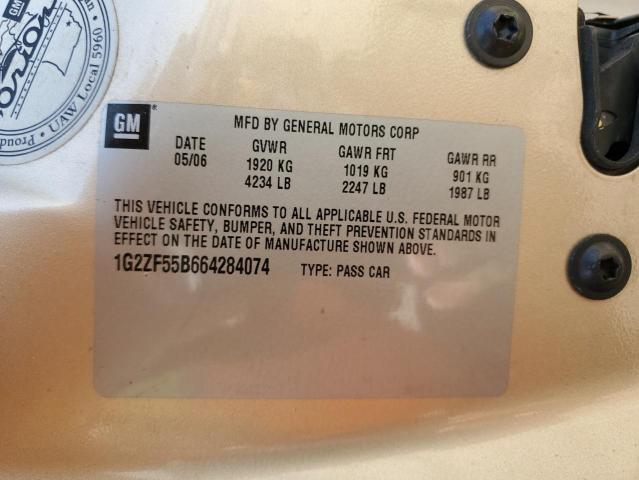 GM
Orion
Proud
UAW Local 5960
GM
®
MFD BY GENERAL MOTORS CORP
DATE GVWR GAWR FRT GAWR RR
05/06 1920 KG 1019 KG 901 KG
4234 LB 2247 LB 1987 LB
THIS VEHICLE CONFORMS TO ALL APPLICABLE U.S. FEDERAL MOTOR
VEHICLE SAFETY, BUMPER, AND THEFT PREVENTION STANDARDS IN
EFFECT ON THE DATE OF MANUFACTURE SHOWN ABOVE.
1G2ZF55B664284074 TYPE: PASS CAR